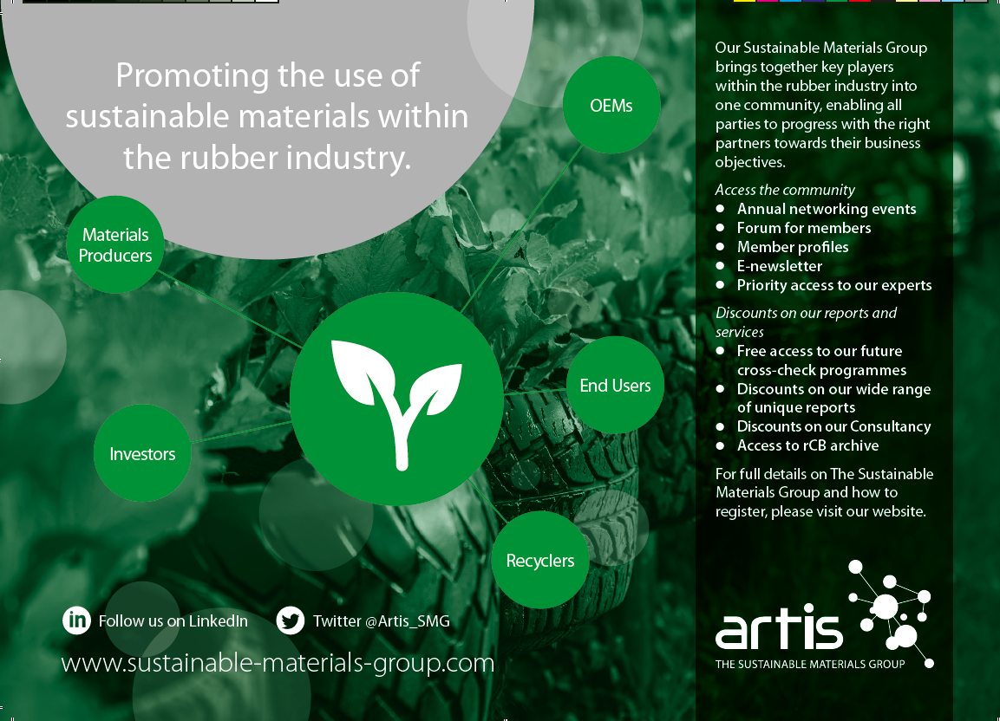 Promoting the use of
sustainable materials within
the rubber industry.
OEMs
Materials
Producers
End Users
Investors
Recyclers
in Follow us on LinkedIn
Twitter @Artis_SMG
www.sustainable-materials-group.com
Our Sustainable Materials Group
brings together key players
within the rubber industry into
one community, enabling all
parties to progress with the right
partners towards their business
objectives.
Access the community
● Annual networking events
● Forum for members
● Member profiles
● E-newsletter
● Priority access to our experts
Discounts on our reports and
services
● Free access to our future
cross-check programmes
● Discounts on our wide range
of unique reports
● Discounts on our Consultancy
● Access to rCB archive
For full details on The Sustainable
Materials Group and how to
register, please visit our website.
artis
THE SUSTAINABLE MATERIALS GROUP